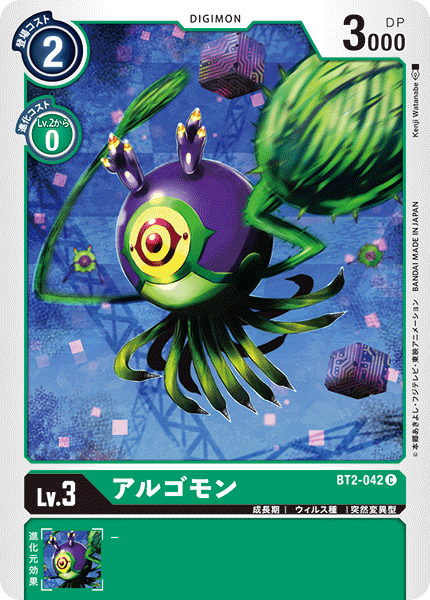 登場コスト
2
DIGIMON
DP
3000
進化コスト
Lv.2から
0
Kenji Watanabe
BANDAI MADE IN JAPAN
© 本郷あきよし・フジテレビ・東映アニメーション
BT2-042 C
Lv.3
アルゴモン
成長期 | ウィルス種 | 突然変異型
進化元効果
—